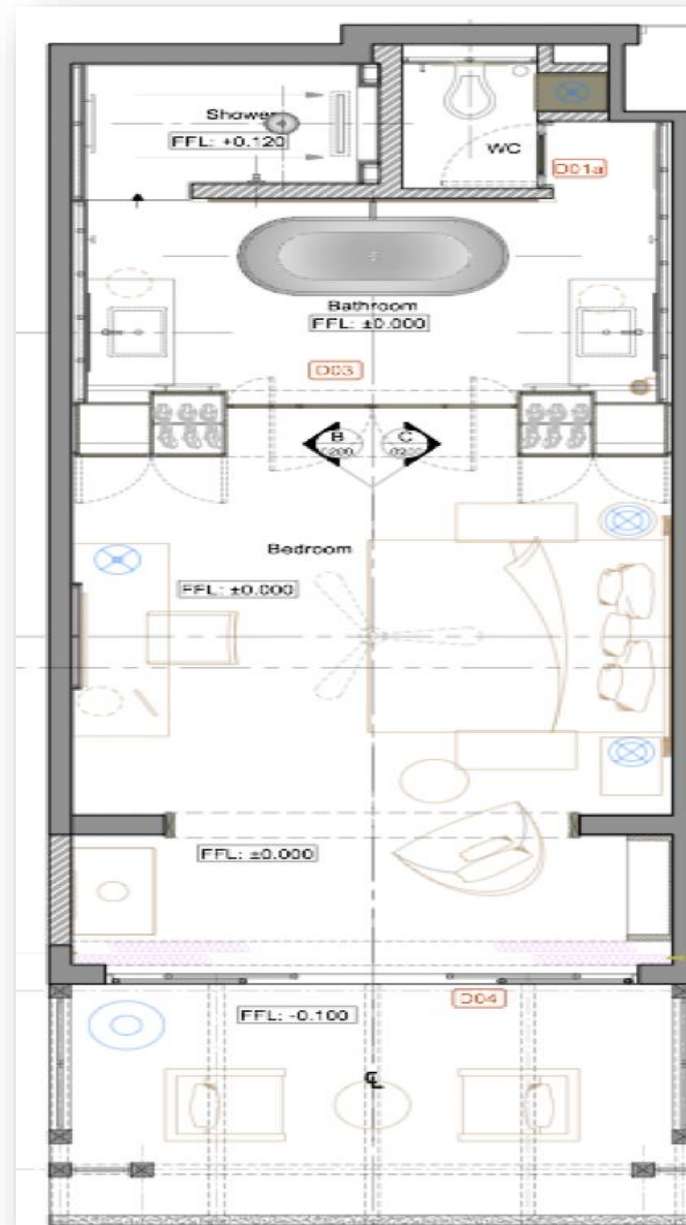 Shower
FFL: +0.120
WC
D01a
Bathroom
FFL: ±0.000
D03
B
C
0200
Bedroom
FFL: ±0.000
FFL: ±0.000
FFL: -0.100
D04
℄